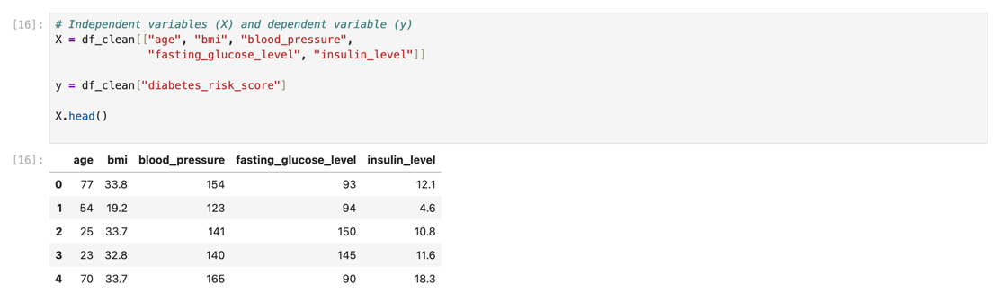 [16]: # Independent variables (X) and dependent variable (y)
X = df_clean[["age", "bmi", "blood_pressure",
"fasting_glucose_level", "insulin_level"]]
y = df_clean["diabetes_risk_score"]
X.head()
[16]: age bmi blood_pressure fasting_glucose_level insulin_level
0 77 33.8 154 93 12.1
1 54 19.2 123 94 4.6
2 25 33.7 141 150 10.8
3 23 32.8 140 145 11.6
4 70 33.7 165 90 18.3